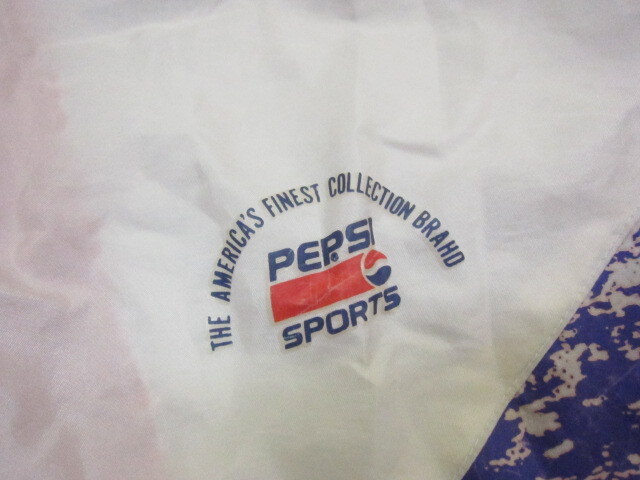 THE AMERICA'S FINEST COLLECTION BRAHD
PEPSI
®
SPORTS